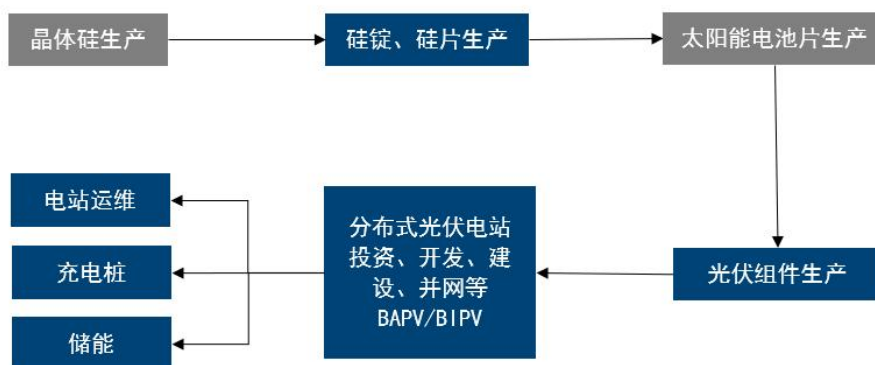 晶体硅生产
硅锭、硅片生产
太阳能电池片生产
电站运维
充电桩
储能
分布式光伏电站
投资、开发、建
设、并网等
BAPV/BIPV
光伏组件生产